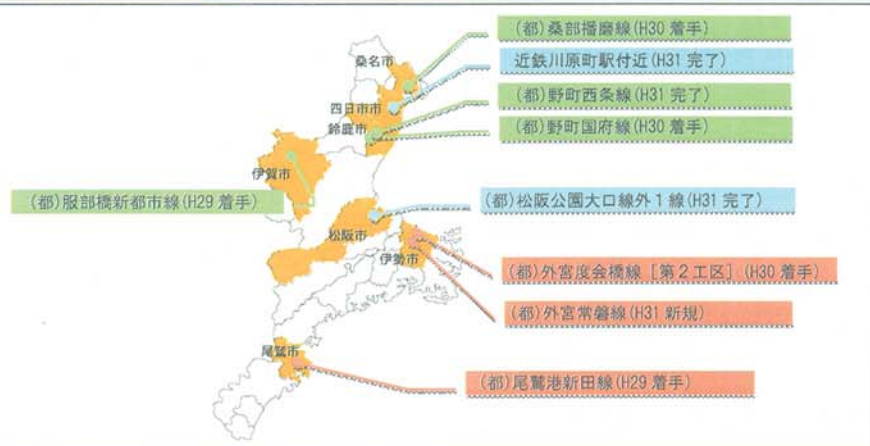 (都)桑部播磨線(H30 着手)
桑名市
近鉄川原町駅付近(H31 完了)
四日市市
(都)野町西条線(H31 完了)
鈴鹿市
(都)野町国府線(H30 着手)
伊賀市
(都)服部橋新都市線(H29 着手)
(都)松阪公園大口線外1線(H31 完了)
松阪市
伊勢市
(都)外宮度会橋線［第2工区］(H30 着手)
(都)外宮常磐線(H31 新規)
尾鷲市
(都)尾鷲港新田線(H29 着手)